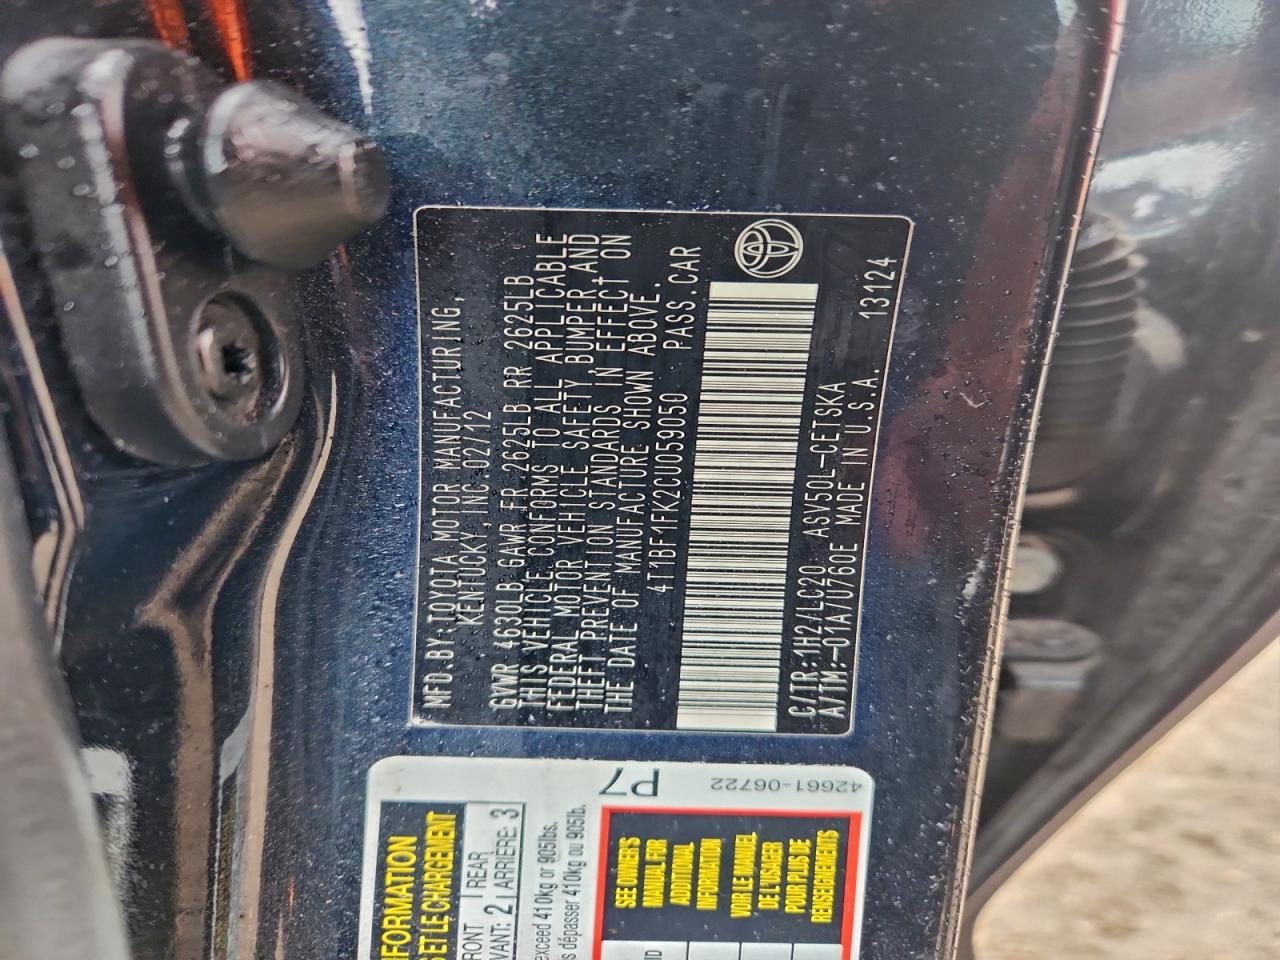 MFD.BY:TOYOTA MOTOR MANUFACTURING,
KENTUCKY, INC.02/12
GVWR 4630LB GAWR FR 2625LB RR 2625LB
THIS VEHICLE CONFORMS TO ALL APPLICABLE
FEDERAL MOTOR VEHICLE SAFETY, BUMPER, AND
THEFT PREVENTION STANDARDS IN EFFECT ON
THE DATE OF MANUFACTURE SHOWN ABOVE.
4T1BF1FK2CU059050 PASS.CAR
C/TR:1H2/LC20 ASV50L-CETSKA
A/TM:-01A/U760E MADE IN U.S.A. 13124
P7
42661-06722
ET LE CHARGEMENT
REAR
2 ARRIÈRE 3
exceed 410kg or 905lbs.
dépasser 410kg ou 905lb.
SEE OWNER'S
MANUAL FOR
ADDITIONAL
INFORMATION
VOIR LE MANUEL
DE L'USAGER
POUR PLUS DE
RENSEIGNEMENTS